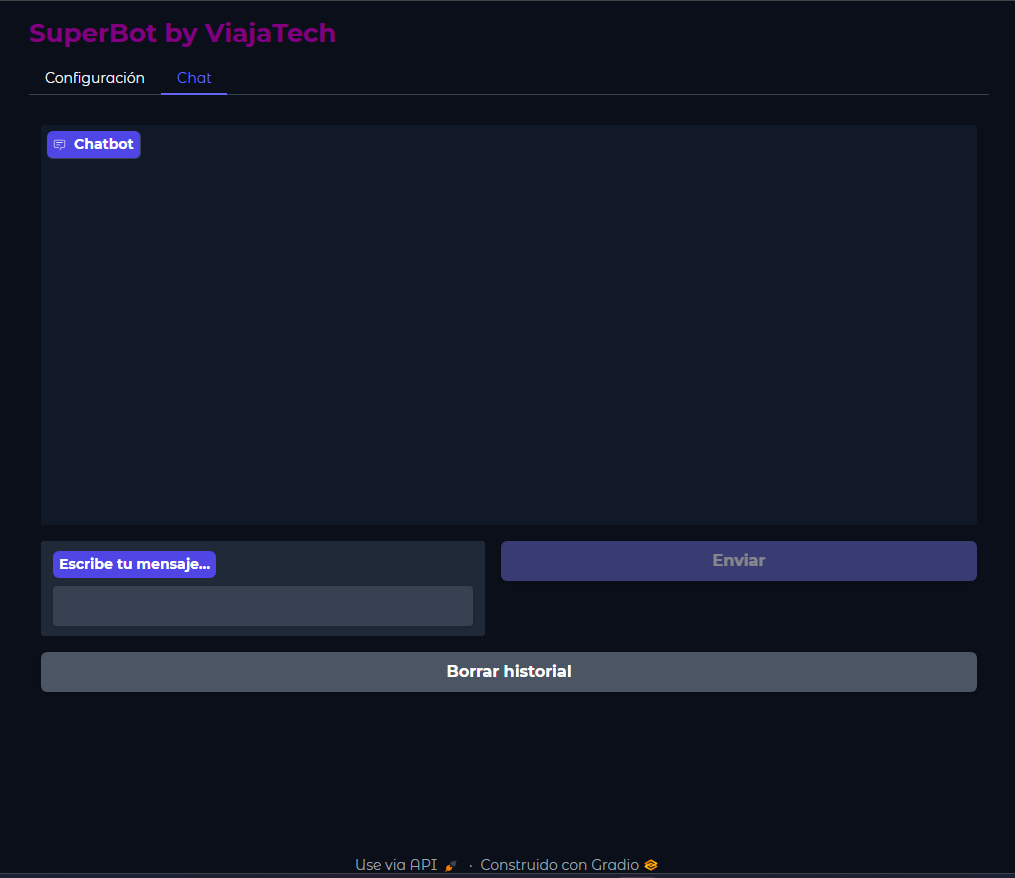 SuperBot by ViajaTech
Configuración Chat
Chatbot
Escribe tu mensaje...
Enviar
Borrar historial
Use via API · Construido con Gradio